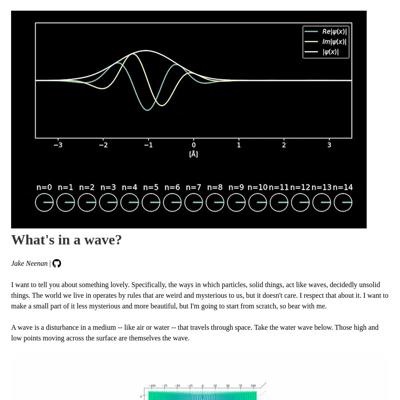 Re|ψ(x)|
Im|ψ(x)|
|ψ(x)|
−3 −2 −1 0 1 2 3
[Å]
n=0 n=1 n=2 n=3 n=4 n=5 n=6 n=7 n=8 n=9 n=10 n=11 n=12 n=13 n=14
What's in a wave?
Jake Neenan |
I want to tell you about something lovely. Specifically, the ways in which particles, solid things, act like waves, decidedly unsolid
things. The world we live in operates by rules that are weird and mysterious to us, but it doesn't care. I respect that about it. I want to
make a small part of it less mysterious and more beautiful, but I'm going to start from scratch, so bear with me.
A wave is a disturbance in a medium -- like air or water -- that travels through space. Take the water wave below. Those high and
low points moving across the surface are themselves the wave.